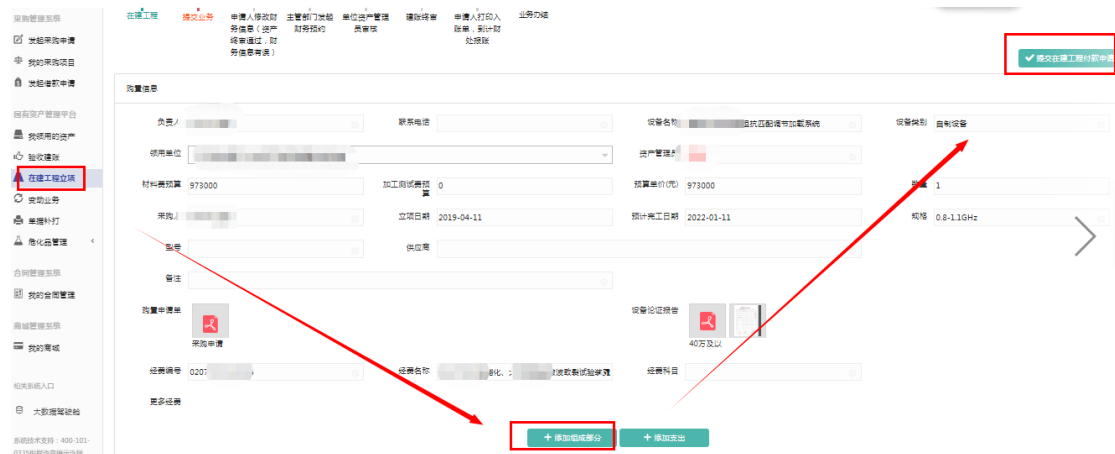 采购管理系统
发起采购申请
我的采购项目
发起借款申请
国有资产管理平台
我领用的资产
验收建账
在建工程立项
变动业务
单据补打
危化品管理
合同管理系统
我的合同管理
商城管理系统
我的商城
相关系统入口
大数据驾驶舱
系统技术支持：400-101-
在建工程
提交业务
申请人修改财
务信息（资产
终审通过，财
务信息有误）
主管部门发起
财务预约
单位资产管理
员审核
建账终审
申请人打印入
账单，到计财
处报账
业务办结
提交在建工程付款申请
购置信息
负责人
联系电话
设备名称 阻抗匹配调节加载系统
设备类别 自制设备
领用单位
资产管理员
材料费预算 973000
加工测试费预
算 0
预算单价(元) 973000
数量 1
采购人
立项日期 2019-04-11
预计完工日期 2022-01-11
规格 0.8-1.1GHz
型号
供应商
备注
购置申请单
采购申请
设备论证报告
40万及以
经费编号 0207
经费名称
经费科目
更多经费
+ 添加组成部分
+ 添加支出